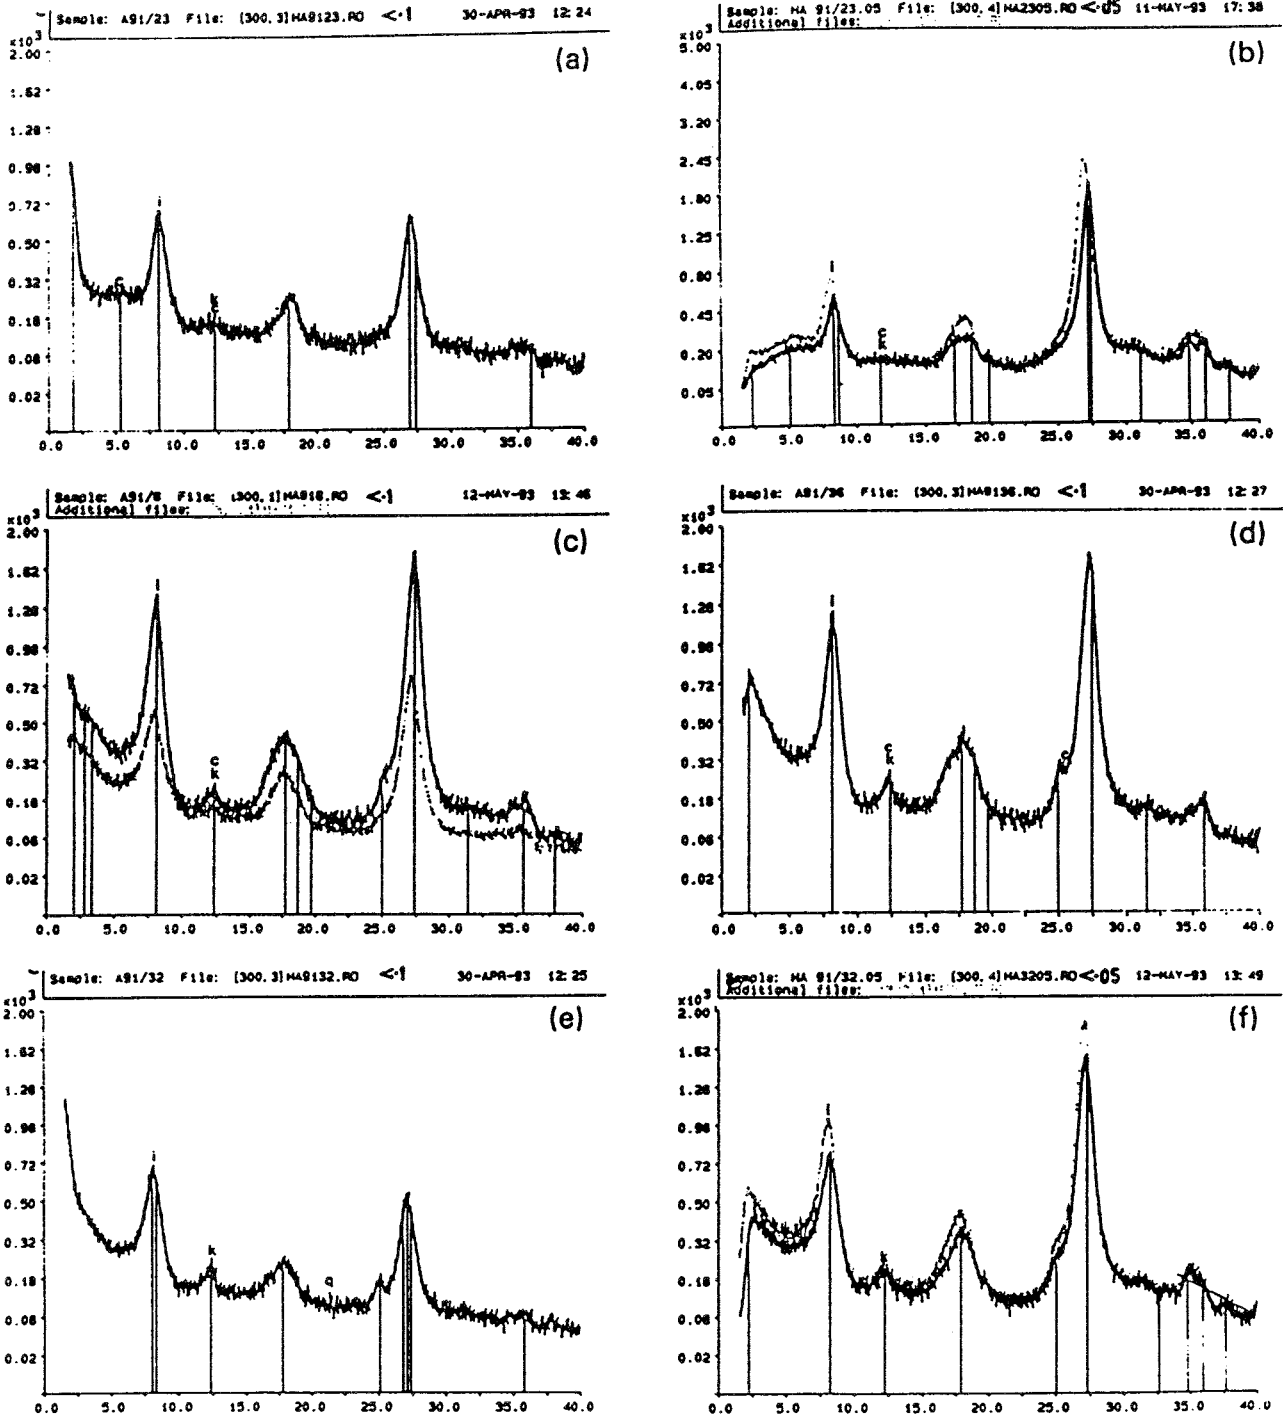 Sample: A91/23 File: [300,3]HA9123.RD <.1 30-APR-93 12:24
x10³
(a)
2.00
1.62
1.28
0.98
0.72
0.50
0.32
0.18
0.08
0.02
i
c
k
c
0.0 5.0 10.0 15.0 20.0 25.0 30.0 35.0 40.0
Sample: HA 91/23.05 File: [300,4]HA2305.RD <.05 11-MAY-93 17:38
Additional files:
x10³
(b)
5.00
4.05
3.20
2.45
1.80
1.25
0.80
0.45
0.20
0.05
i
c
k
0.0 5.0 10.0 15.0 20.0 25.0 30.0 35.0 40.0
Sample: A91/6 File: [300,1]HA916.RD <.1 12-MAY-93 13:46
Additional files:
x10³
(c)
2.00
1.62
1.28
0.98
0.72
0.50
0.32
0.18
0.08
0.02
i
c
k
0.0 5.0 10.0 15.0 20.0 25.0 30.0 35.0 40.0
Sample: A91/36 File: [300,3]HA9136.RD <.1 30-APR-93 12:27
x10³
(d)
2.00
1.62
1.28
0.98
0.72
0.50
0.32
0.18
0.08
0.02
i
c
k
c
0.0 5.0 10.0 15.0 20.0 25.0 30.0 35.0 40.0
Sample: A91/32 File: [300,3]HA9132.RD <.1 30-APR-93 12:25
x10³
(e)
2.00
1.62
1.28
0.98
0.72
0.50
0.32
0.18
0.08
0.02
i
k
q
0.0 5.0 10.0 15.0 20.0 25.0 30.0 35.0 40.0
Sample: HA 91/32.05 File: [300,4]HA3205.RD <.05 12-MAY-93 13:49
Additional files:
x10³
(f)
2.00
1.62
1.28
0.98
0.72
0.50
0.32
0.18
0.08
0.02
i
k
0.0 5.0 10.0 15.0 20.0 25.0 30.0 35.0 40.0